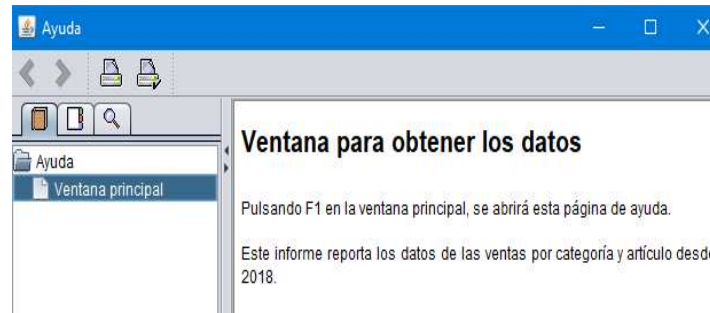 Ayuda
Ayuda
Ventana principal
Ventana para obtener los datos
Pulsando F1 en la ventana principal, se abrirá esta página de ayuda.
Este informe reporta los datos de las ventas por categoría y artículo desde
2018.